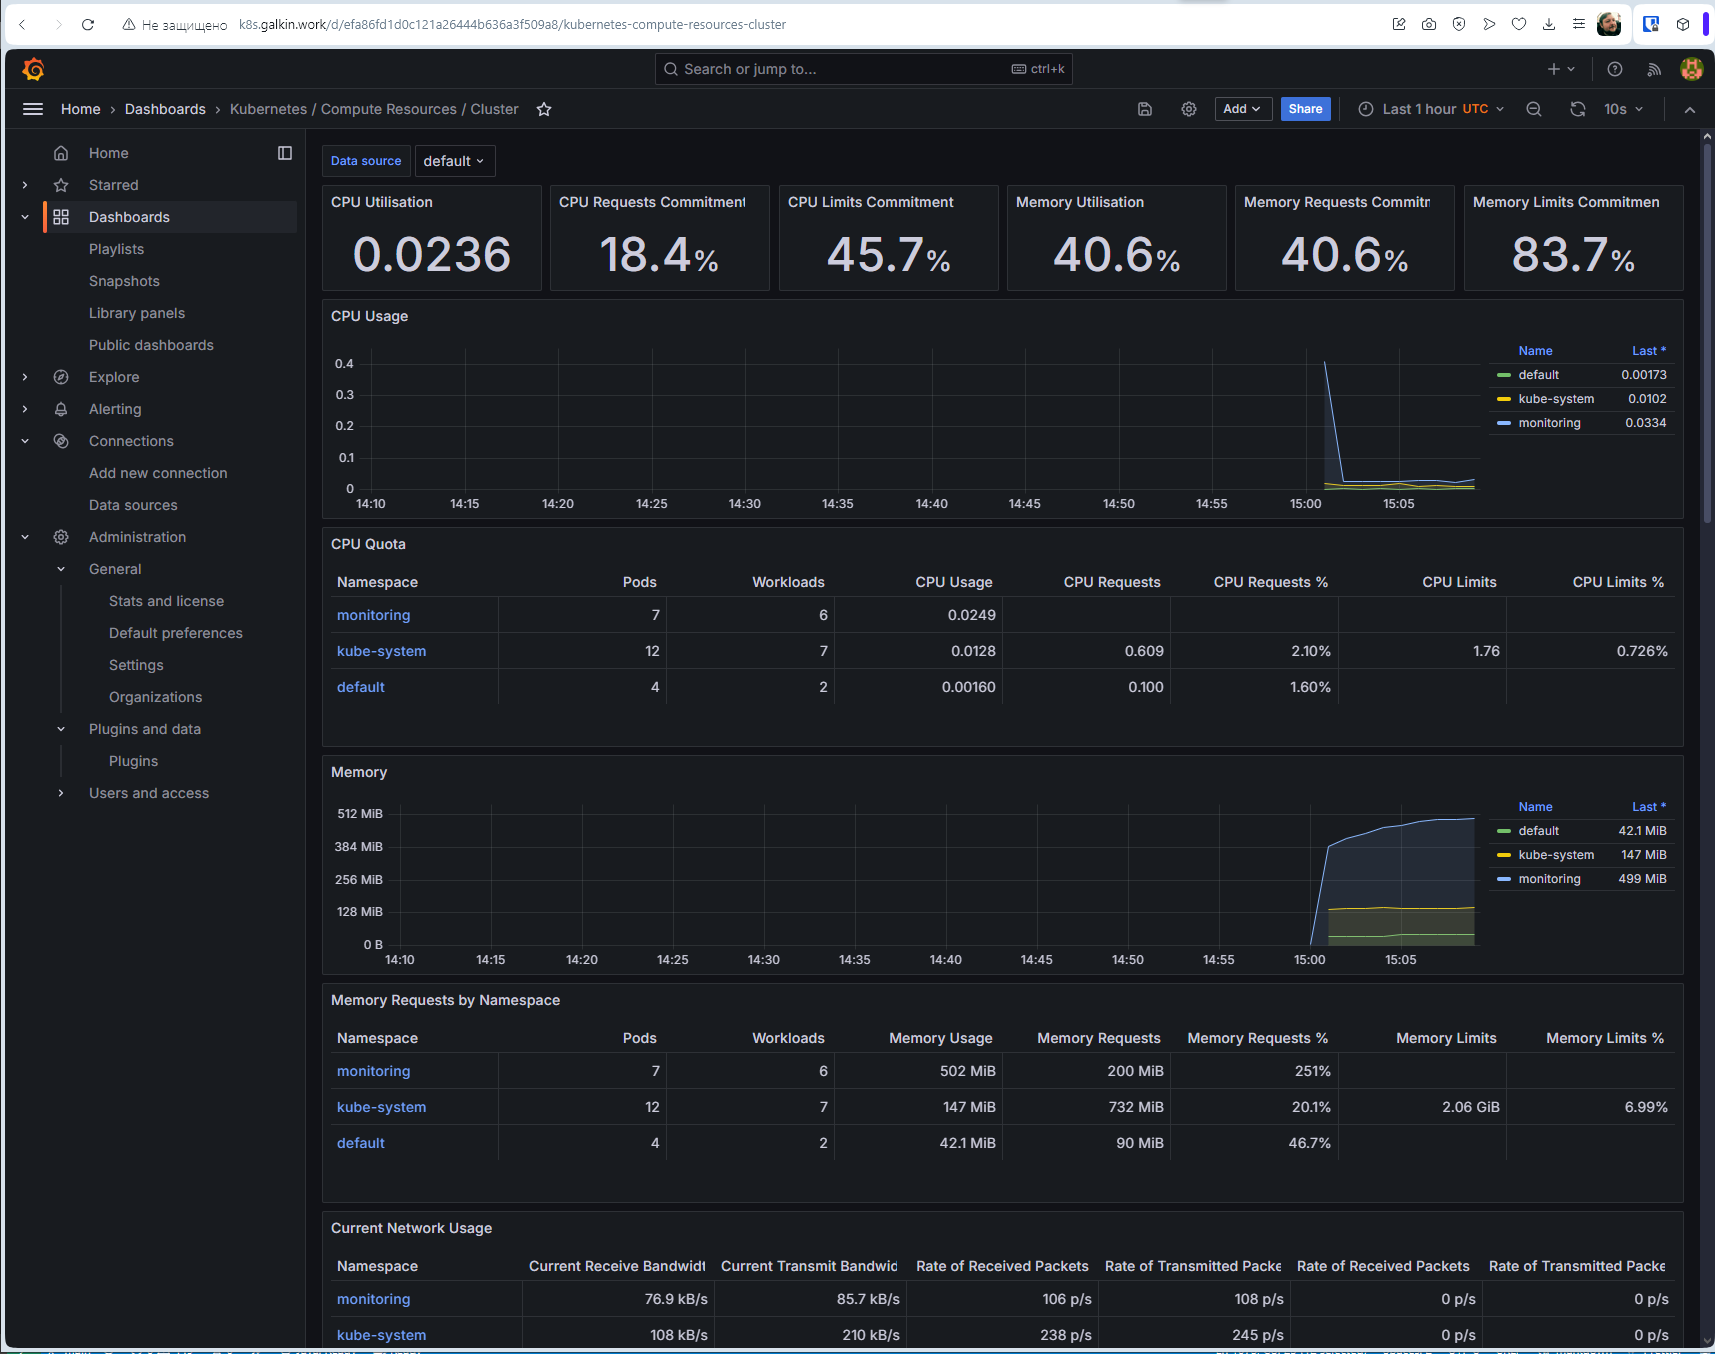 Не защищено k8s.galkin.work/d/efa86fd1d0c121a26444b636a3f509a8/kubernetes-compute-resources-cluster
Search or jump to... ctrl+k
Home › Dashboards › Kubernetes / Compute Resources / Cluster Add Share Last 1 hour UTC 10s
Home
Starred
Dashboards
Playlists
Snapshots
Library panels
Public dashboards
Explore
Alerting
Connections
Add new connection
Data sources
Administration
General
Stats and license
Default preferences
Settings
Organizations
Plugins and data
Plugins
Users and access
Data source default
CPU Utilisation
0.0236
CPU Requests Commitment
18.4%
CPU Limits Commitment
45.7%
Memory Utilisation
40.6%
Memory Requests Commitm
40.6%
Memory Limits Commitmen
83.7%
CPU Usage
0.4
0.3
0.2
0.1
0
14:10 14:15 14:20 14:25 14:30 14:35 14:40 14:45 14:50 14:55 15:00 15:05
Name Last *
default 0.00173
kube-system 0.0102
monitoring 0.0334
CPU Quota
Namespace Pods Workloads CPU Usage CPU Requests CPU Requests % CPU Limits CPU Limits %
monitoring 7 6 0.0249
kube-system 12 7 0.0128 0.609 2.10% 1.76 0.726%
default 4 2 0.00160 0.100 1.60%
Memory
512 MiB
384 MiB
256 MiB
128 MiB
0 B
14:10 14:15 14:20 14:25 14:30 14:35 14:40 14:45 14:50 14:55 15:00 15:05
Name Last *
default 42.1 MiB
kube-system 147 MiB
monitoring 499 MiB
Memory Requests by Namespace
Namespace Pods Workloads Memory Usage Memory Requests Memory Requests % Memory Limits Memory Limits %
monitoring 7 6 502 MiB 200 MiB 251%
kube-system 12 7 147 MiB 732 MiB 20.1% 2.06 GiB 6.99%
default 4 2 42.1 MiB 90 MiB 46.7%
Current Network Usage
Namespace Current Receive Bandwidt Current Transmit Bandwid Rate of Received Packets Rate of Transmitted Packe Rate of Received Packets Rate of Transmitted Packe
monitoring 76.9 kB/s 85.7 kB/s 106 p/s 108 p/s 0 p/s 0 p/s
kube-system 108 kB/s 210 kB/s 238 p/s 245 p/s 0 p/s 0 p/s